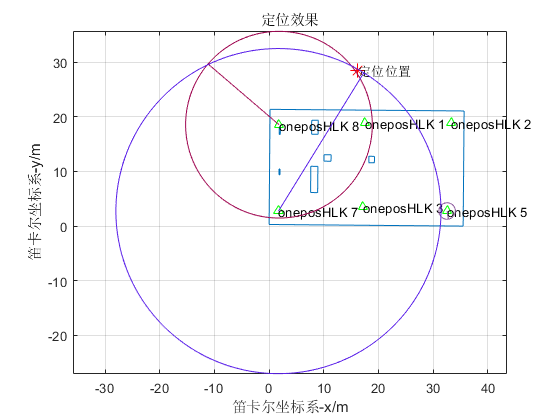 定位效果
30
定位位置
20
oneposHLK 8
oneposHLK 1
oneposHLK 2
10
oneposHLK 7
oneposHLK 3
oneposHLK 5
0
-10
-20
笛卡尔坐标系-y/m
-30
-20
-10
0
10
20
30
40
笛卡尔坐标系-x/m